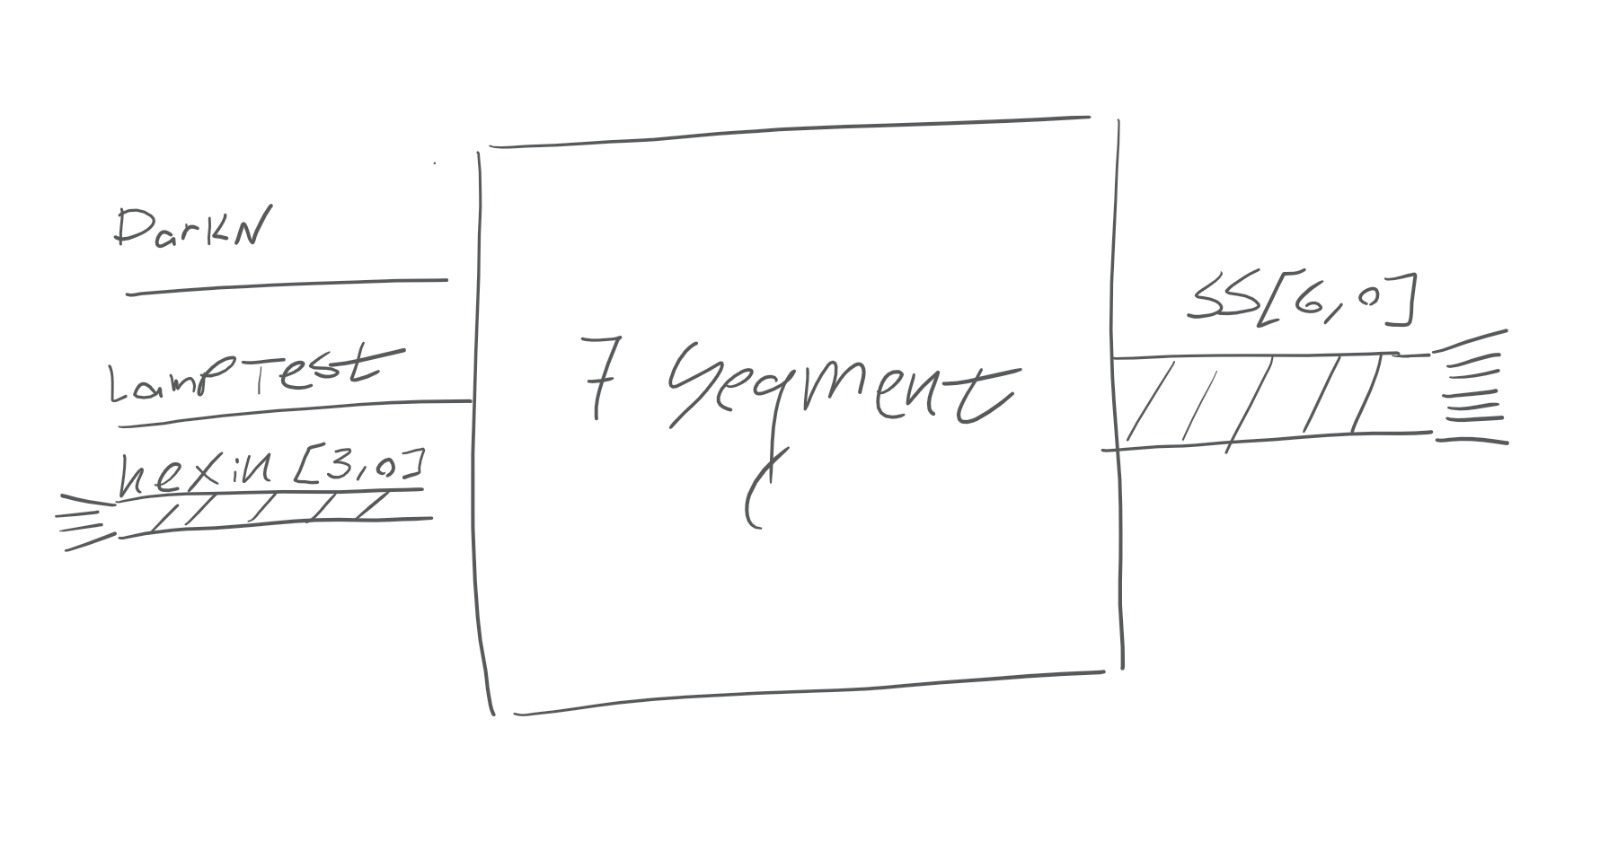 DarkN
LampTest
hexin [3,0]
7 Segment
SS[6,0]